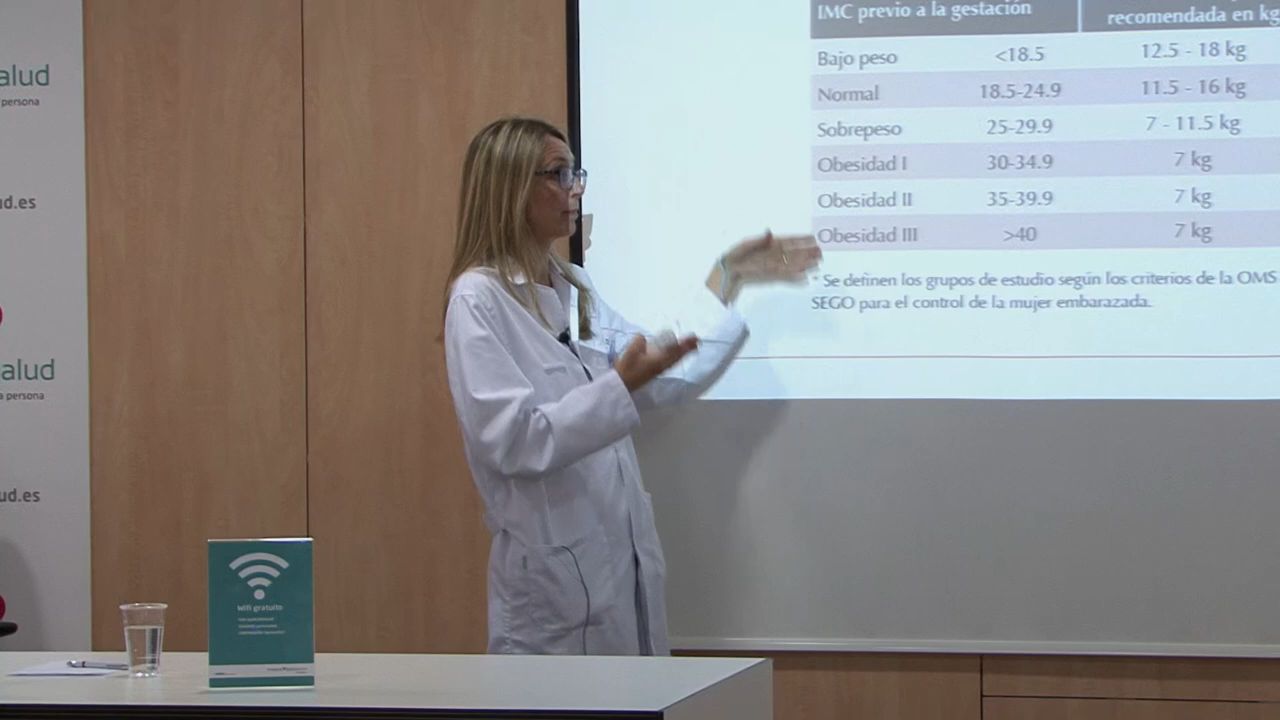 alud
persona
ud.es
alud
a persona
ud.es
IMC previo a la gestación
recomendada en kg
Bajo peso <18.5 12.5 - 18 kg
Normal 18.5-24.9 11.5 - 16 kg
Sobrepeso 25-29.9 7 - 11.5 kg
Obesidad I 30-34.9 7 kg
Obesidad II 35-39.9 7 kg
Obesidad III >40 7 kg
* Se definen los grupos de estudio según los criterios de la OMS
SEGO para el control de la mujer embarazada.
Wifi gratuito